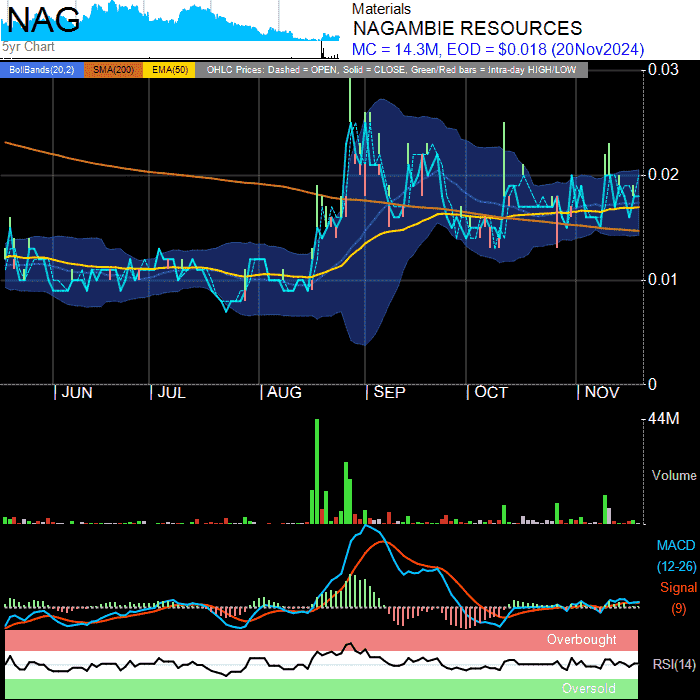 NAG
5yr Chart
Materials
NAGAMBIE RESOURCES
MC = 14.3M, EOD = $0.018 (20Nov2024)
BollBands(20,2) SMA(200) EMA(50) OHLC Prices: Dashed = OPEN, Solid = CLOSE, Green/Red bars = Intra-day HIGH/LOW
0.03
0.02
0.01
0
| JUN | JUL | AUG | SEP | OCT | NOV
44M
Volume
MACD
(12-26)
Signal
(9)
Overbought
RSI(14)
Oversold